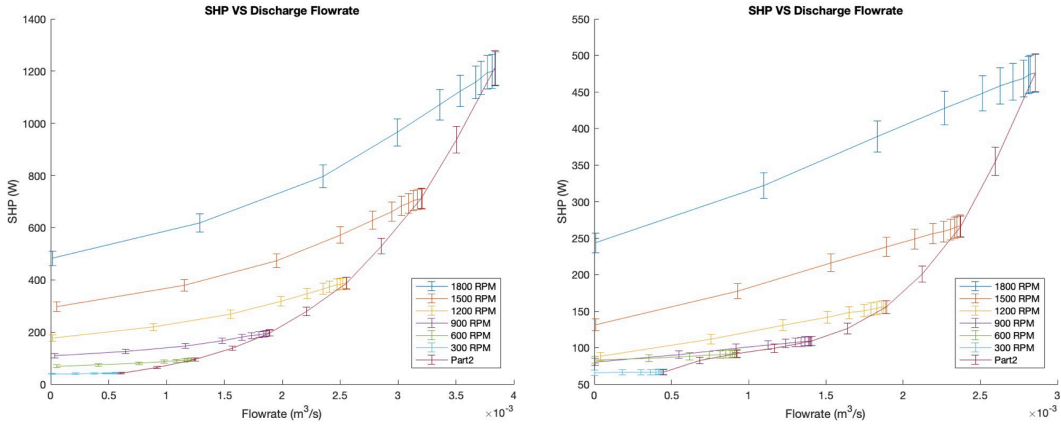 SHP VS Discharge Flowrate
1400
1200
1000
800
600
400
200
0
SHP (W)
0
0.5
1
1.5
2
2.5
3
3.5
4
×10⁻³
Flowrate (m³/s)
1800 RPM
1500 RPM
1200 RPM
900 RPM
600 RPM
300 RPM
Part2
SHP VS Discharge Flowrate
550
500
450
400
350
300
250
200
150
100
50
SHP (W)
0
0.5
1
1.5
2
2.5
3
×10⁻³
Flowrate (m³/s)
1800 RPM
1500 RPM
1200 RPM
900 RPM
600 RPM
300 RPM
Part2